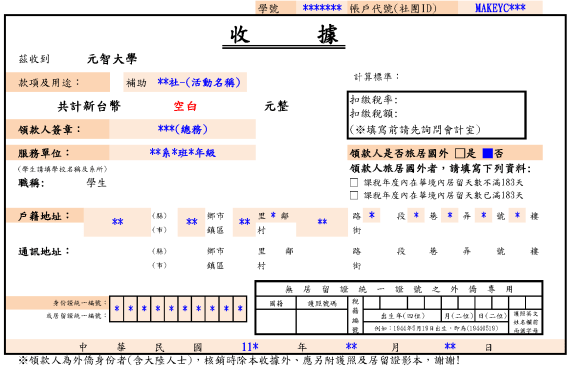 學號 ******* 帳戶代號(社團ID) MAKEYC***
收 據
茲收到 元智大學
款項及用途： 補助 **社-(活動名稱) 計算標準：
共計新台幣 空白 元整
扣繳稅率:
扣繳稅額:
(※填寫前請先詢問會計室)
領款人簽章： ***(總務)
服務單位： **系*班*年級 領款人是否旅居國外 □是 ■否
(學生請填學校名稱及系所) 領款人旅居國外者，請填寫下列資料:
職稱： 學生 □ 課稅年度內在華境內居留天數不滿183天
□ 課稅年度內在華境內居留天數已滿183天
戶籍地址： ** (縣) ** 鄉市 ** 里 * 鄰 ** 路 * 段 * 巷 * 弄 * 號 * 樓
(市) 鎮區 村 街
通訊地址： (縣) 鄉市 里 鄰 路 段 巷 弄 號 樓
(市) 鎮區 村 街
無居留證統一證號之外僑專用
身份證統一編號：
或居留證統一編號： * * * * * * * * * *
國籍 護照號碼 稅籍編號 出生年(四位) 月(二位) 日(二位) 護照英文姓名欄前兩個字母
例如：1944年5月19日出生，即為(19440519)
中華民國 11* 年 ** 月 ** 日
※領款人為外僑身份者(含大陸人士)，核銷時除本收據外、應另附護照及居留證影本，謝謝!